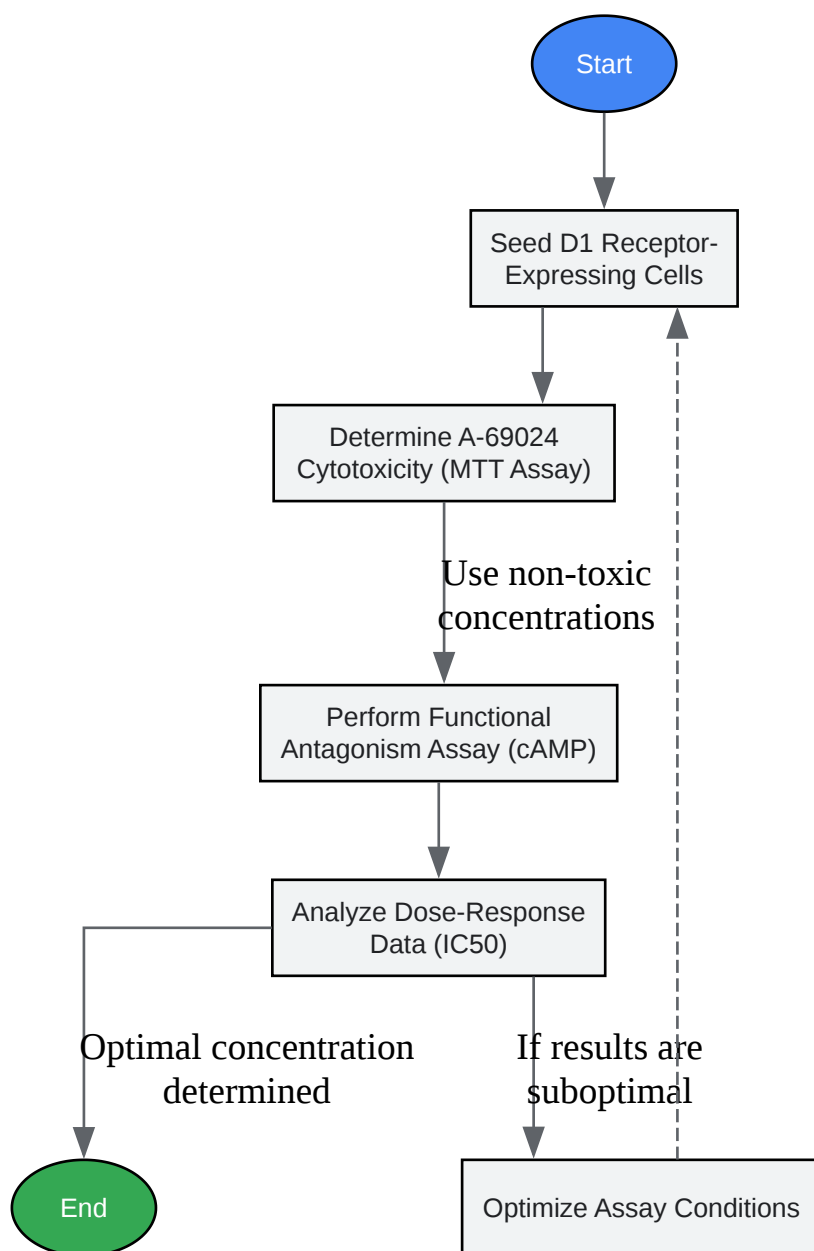 Start
Seed D1 Receptor-
Expressing Cells
Determine A-69024
Cytotoxicity (MTT Assay)
Use non-toxic
concentrations
Perform Functional
Antagonism Assay (cAMP)
Analyze Dose-Response
Data (IC50)
Optimal concentration
determined
If results are
suboptimal
End
Optimize Assay Conditions